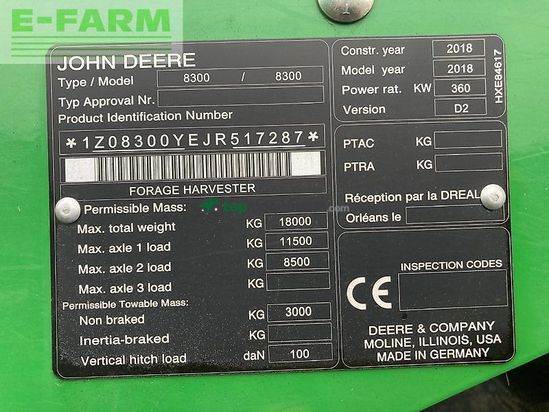 E-FARM
JOHN DEERE
Type / Model 8300 / 8300
Typ Approval Nr.
Product Identification Number
*1Z08300YEJR517287*
FORAGE HARVESTER
Permissible Mass:
Max. total weight KG 18000
Max. axle 1 load KG 11500
Max. axle 2 load KG 8500
Max. axle 3 load KG
Permissible Towable Mass:
Non braked KG 3000
Inertia-braked KG
Vertical hitch load daN 100
Constr. year 2018
Model year 2018
Power rat. KW 360
Version D2
HXE84617
PTAC KG
PTRA KG
Réception par la DREAL
Orléans le
INSPECTION CODES
CE
DEERE & COMPANY
MOLINE, ILLINOIS, USA
MADE IN GERMANY
top .com